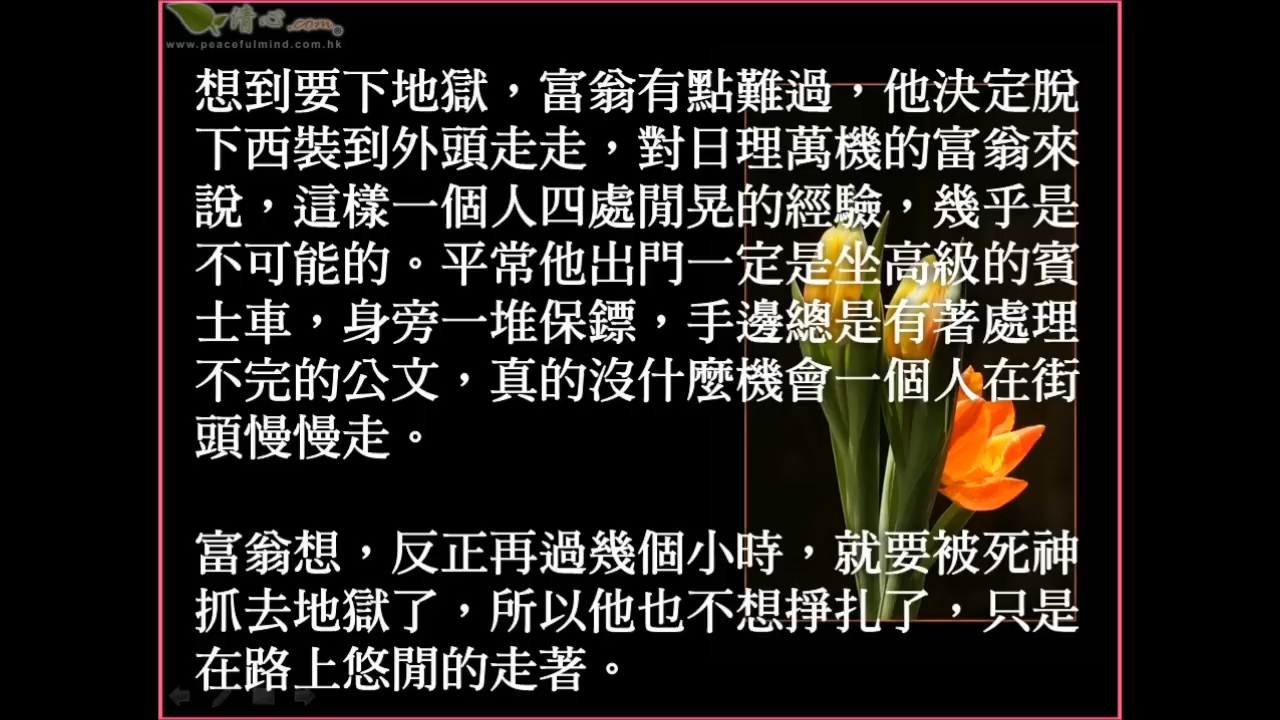 情心.com
www.peacefulmind.com.hk
想到要下地獄，富翁有點難過，他決定脫
下西裝到外頭走走，對日理萬機的富翁來
說，這樣一個人四處閒晃的經驗，幾乎是
不可能的。平常他出門一定是坐高級的賓
士車，身旁一堆保鏢，手邊總是有著處理
不完的公文，真的沒什麼機會一個人在街
頭慢慢走。
富翁想，反正再過幾個小時，就要被死神
抓去地獄了，所以他也不想掙扎了，只是
在路上悠閒的走著。